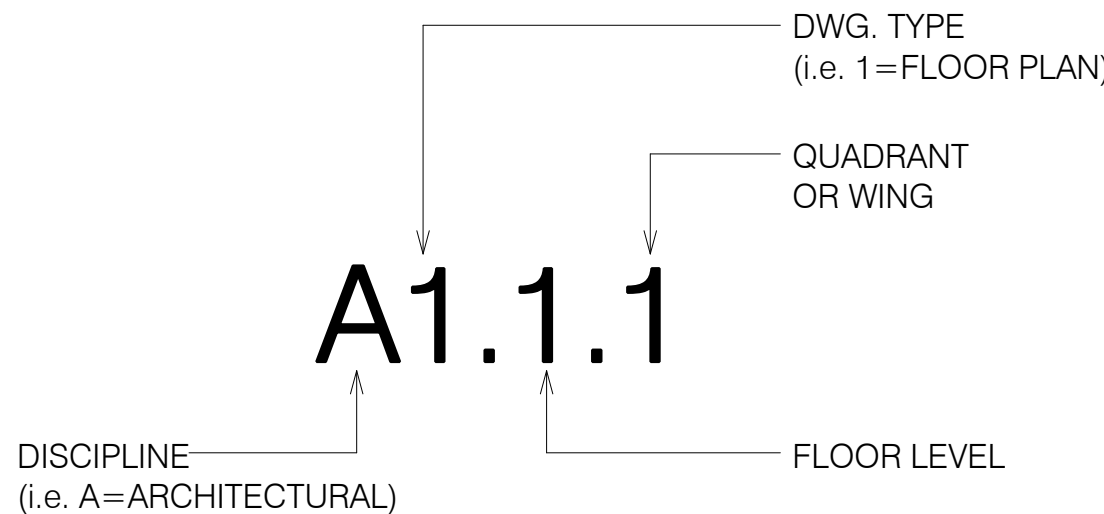 DWG. TYPE
(i.e. 1=FLOOR PLAN)
QUADRANT
OR WING
A1.1.1
DISCIPLINE
(i.e. A=ARCHITECTURAL)
FLOOR LEVEL